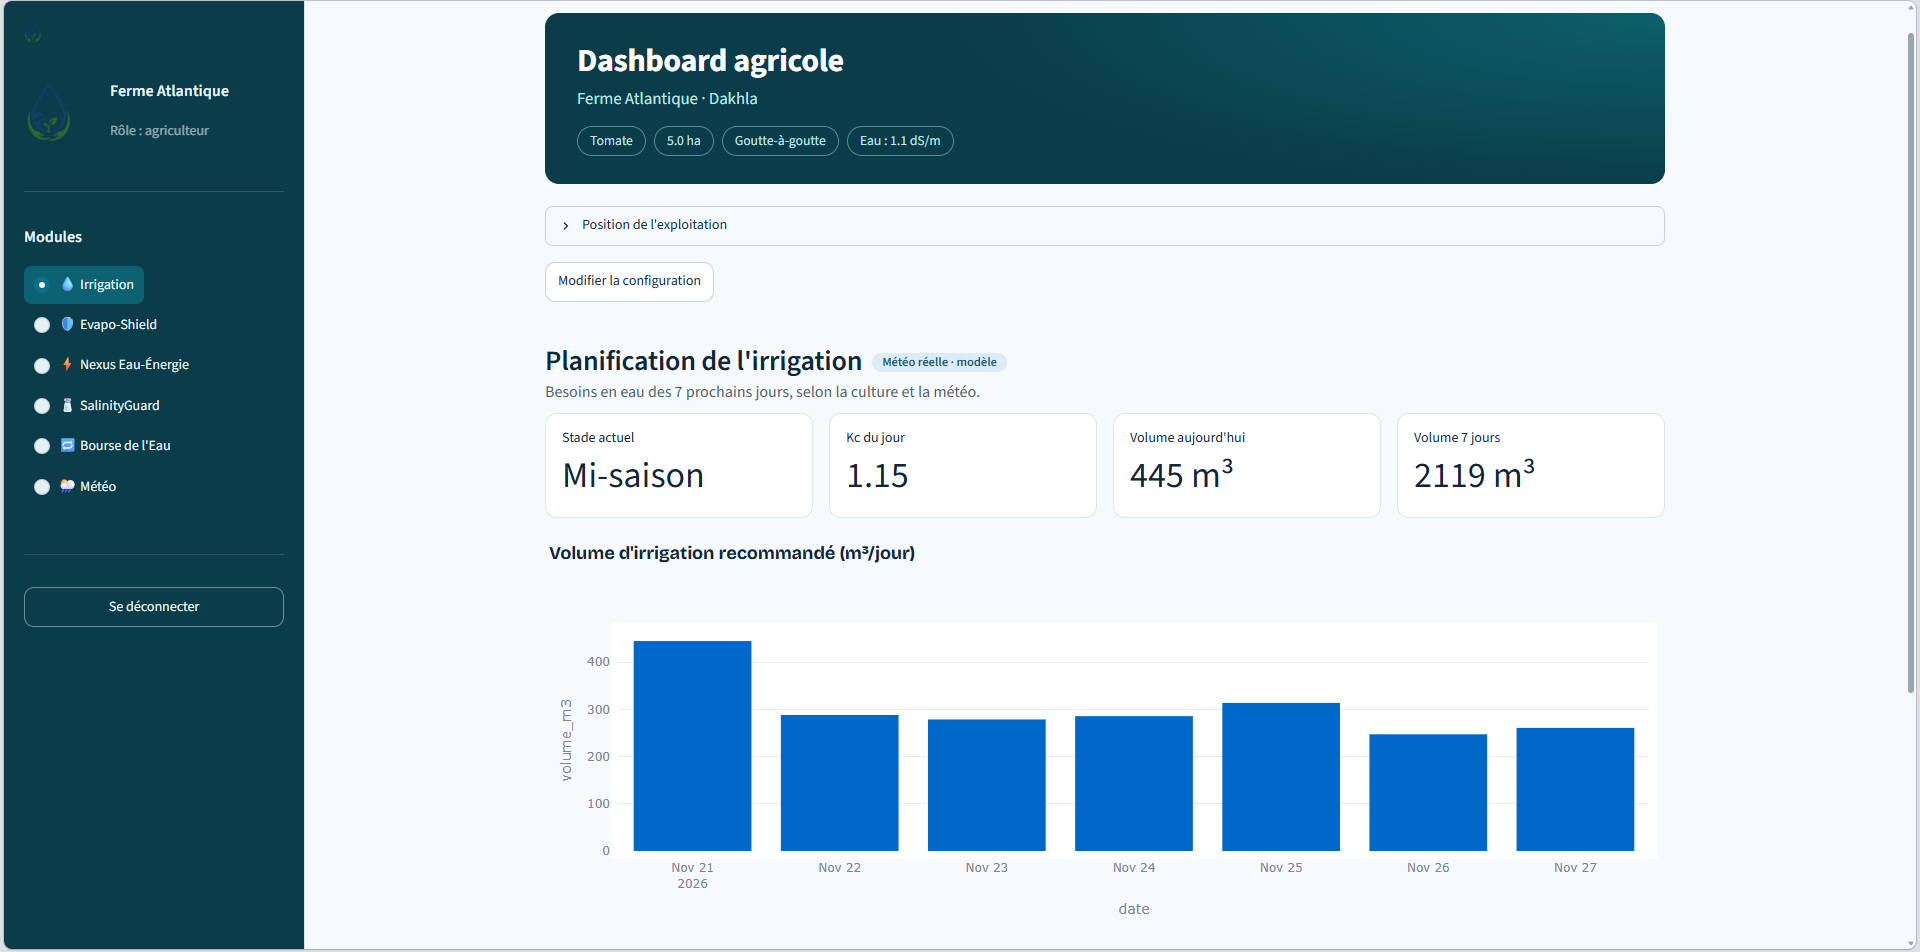 Ferme Atlantique
Rôle : agriculteur
Modules
Irrigation
Evapo-Shield
Nexus Eau-Énergie
SalinityGuard
Bourse de l'Eau
Météo
Se déconnecter
Dashboard agricole
Ferme Atlantique · Dakhla
Tomate 5.0 ha Goutte-à-goutte Eau : 1.1 dS/m
Position de l'exploitation
Modifier la configuration
Planification de l'irrigation Météo réelle · modèle
Besoins en eau des 7 prochains jours, selon la culture et la météo.
Stade actuel
Mi-saison
Kc du jour
1.15
Volume aujourd'hui
445 m³
Volume 7 jours
2119 m³
Volume d'irrigation recommandé (m³/jour)
volume_m3
400
300
200
100
0
Nov 21 Nov 22 Nov 23 Nov 24 Nov 25 Nov 26 Nov 27
2026
date